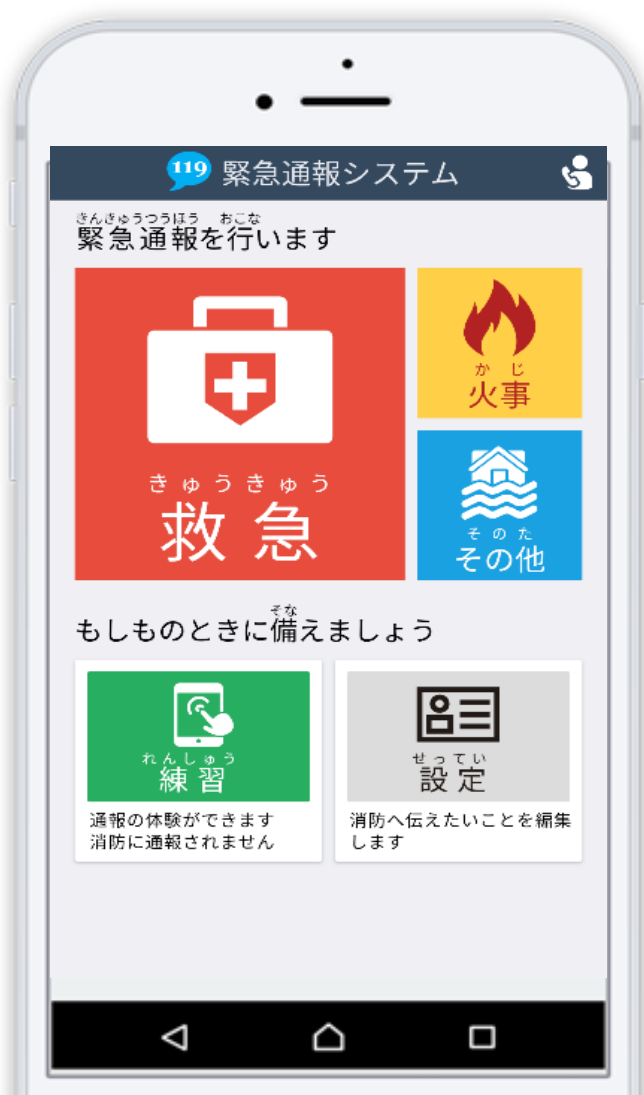 119 緊急通報システム
きんきゅうつうほう おこな
緊急通報を行います
きゅうきゅう
救急
かじ
火事
そのた
その他
そな
もしものときに備えましょう
れんしゅう
練習
通報の体験ができます
消防に通報されません
せってい
設定
消防へ伝えたいことを編集
します